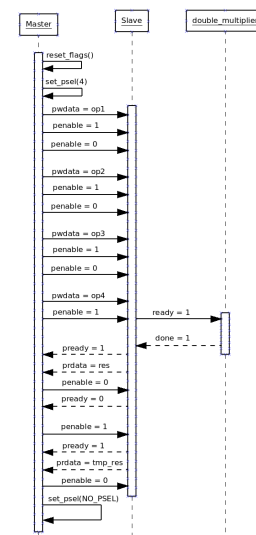 Master
Slave
double_multiplier
reset_flags()
set_psel(4)
pwdata = op1
penable = 1
penable = 0
pwdata = op2
penable = 1
penable = 0
pwdata = op3
penable = 1
penable = 0
pwdata = op4
penable = 1
ready = 1
done = 1
pready = 1
prdata = res
penable = 0
pready = 0
penable = 1
pready = 1
prdata = tmp_res
penable = 0
set_psel(NO_PSEL)